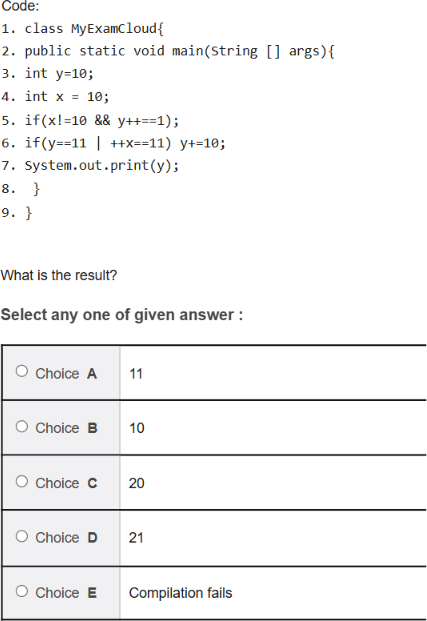 Code:
1. class MyExamCloud{
2. public static void main(String [] args){
3. int y=10;
4. int x = 10;
5. if(x!=10 && y++==1);
6. if(y==11 | ++x==11) y+=10;
7. System.out.print(y);
8. }
9. }
What is the result?
Select any one of given answer :
Choice A 11
Choice B 10
Choice C 20
Choice D 21
Choice E Compilation fails